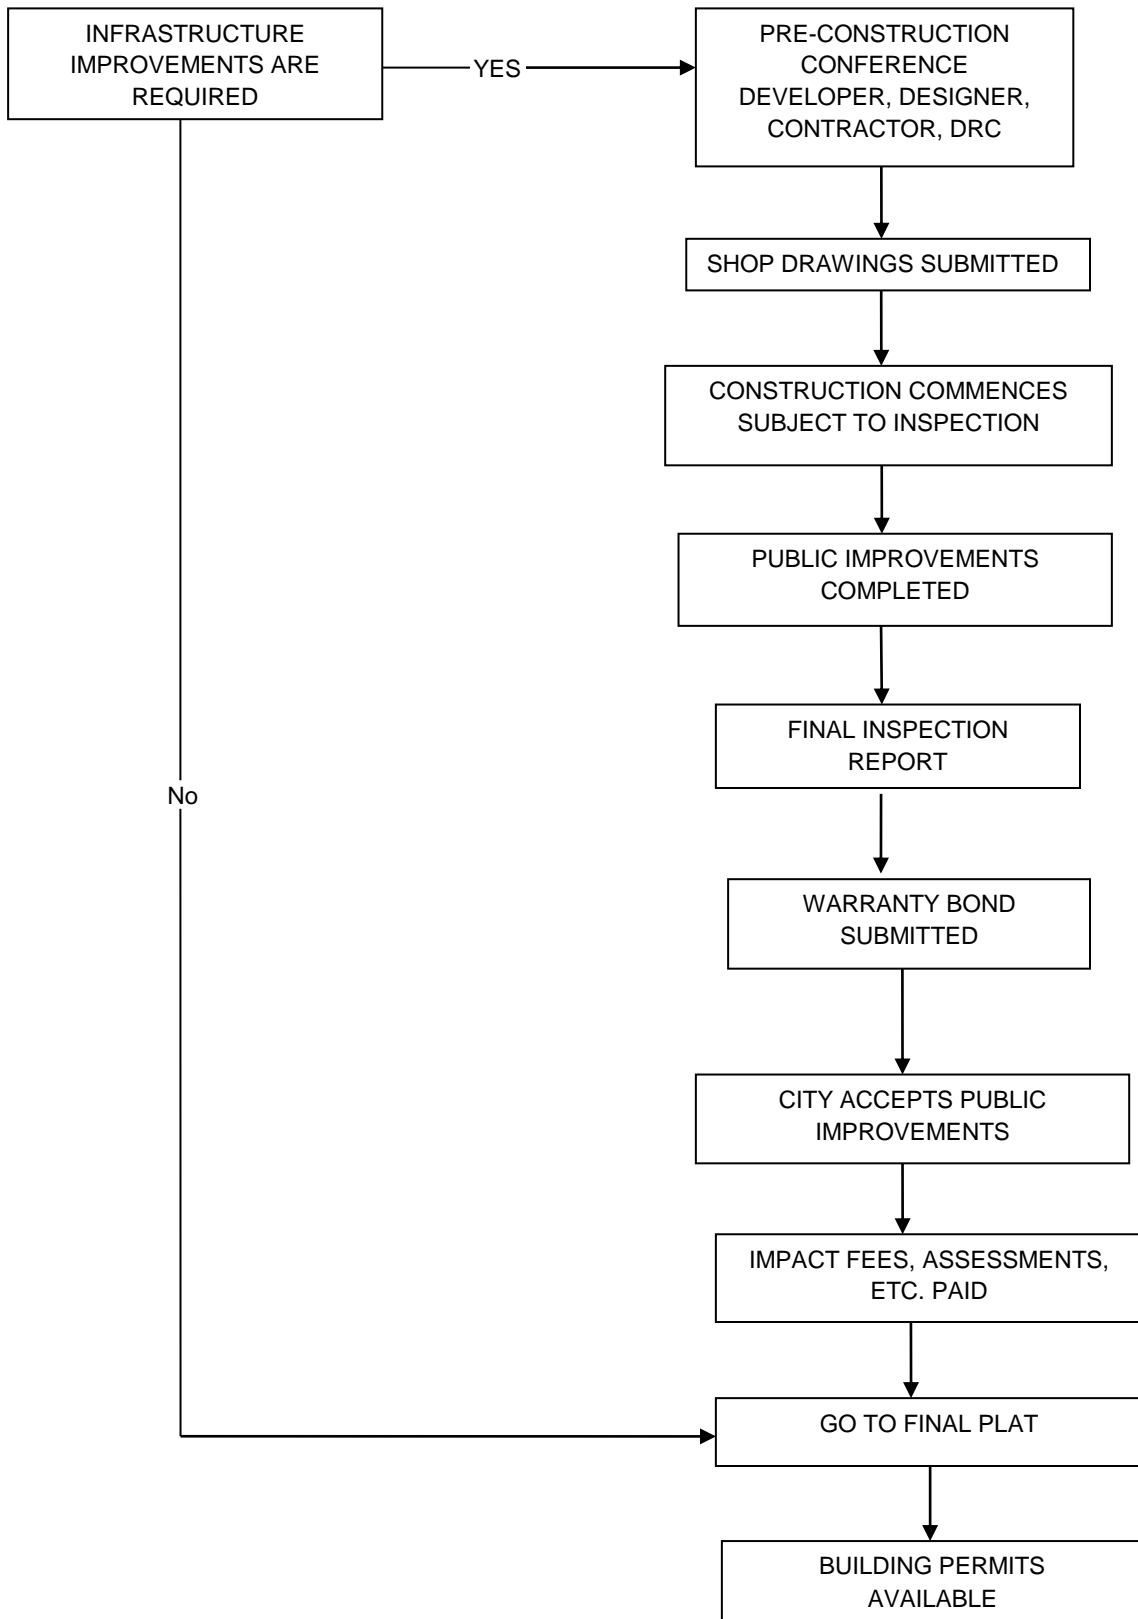 INFRASTRUCTURE
IMPROVEMENTS ARE
REQUIRED
YES
PRE-CONSTRUCTION
CONFERENCE
DEVELOPER, DESIGNER,
CONTRACTOR, DRC
SHOP DRAWINGS SUBMITTED
CONSTRUCTION COMMENCES
SUBJECT TO INSPECTION
PUBLIC IMPROVEMENTS
COMPLETED
FINAL INSPECTION
REPORT
No
WARRANTY BOND
SUBMITTED
CITY ACCEPTS PUBLIC
IMPROVEMENTS
IMPACT FEES, ASSESSMENTS,
ETC. PAID
GO TO FINAL PLAT
BUILDING PERMITS
AVAILABLE